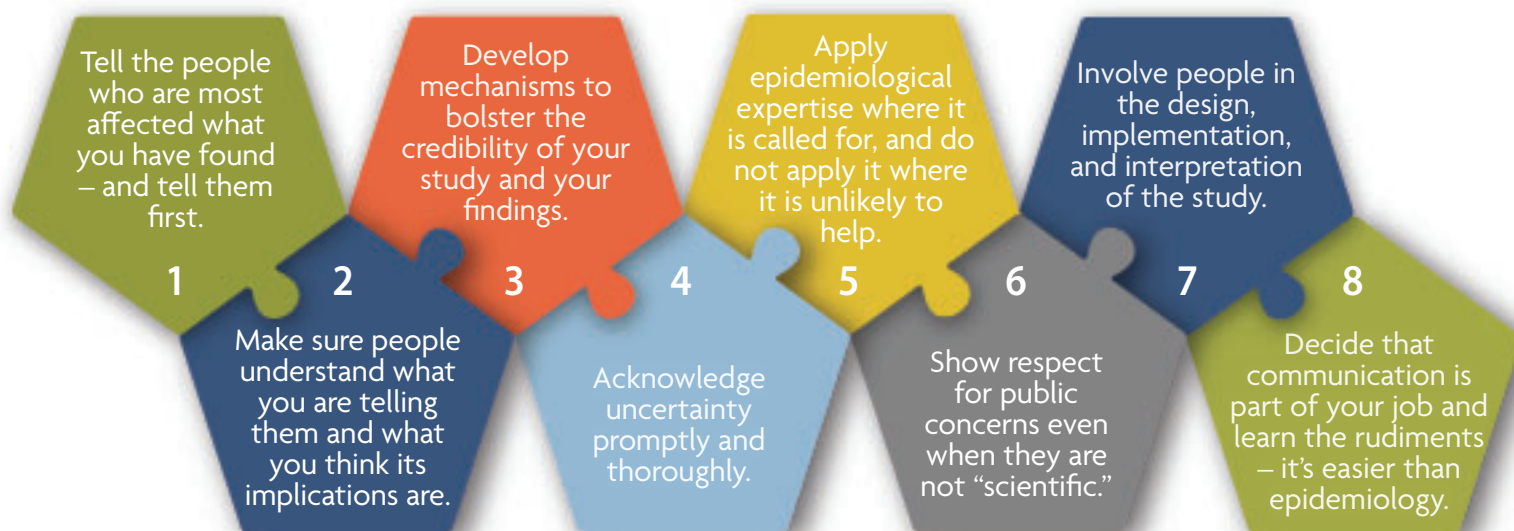 Tell the people
who are most
affected what
you have found
– and tell them
first.
1
2
Make sure people
understand what
you are telling
them and what
you think its
implications are.
Develop
mechanisms to
bolster the
credibility of your
study and your
findings.
3
4
Acknowledge
uncertainty
promptly and
thoroughly.
Apply
epidemiological
expertise where it
is called for, and do
not apply it where
it is unlikely to
help.
5
6
Show respect
for public
concerns even
when they are
not “scientific.”
Involve people in
the design,
implementation,
and interpretation
of the study.
7
8
Decide that
communication is
part of your job and
learn the rudiments
– it’s easier than
epidemiology.